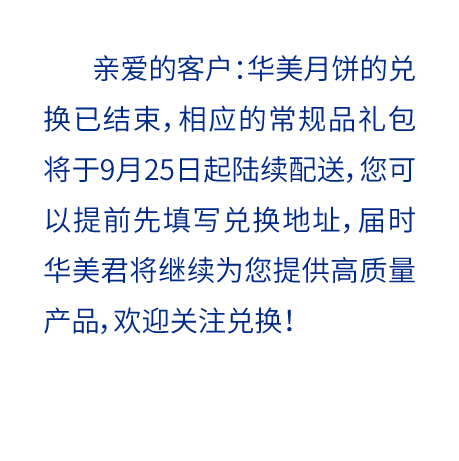 亲爱的客户：华美月饼的兑
换已结束，相应的常规品礼包
将于9月25日起陆续配送，您可
以提前先填写兑换地址，届时
华美君将继续为您提供高质量
产品，欢迎关注兑换！